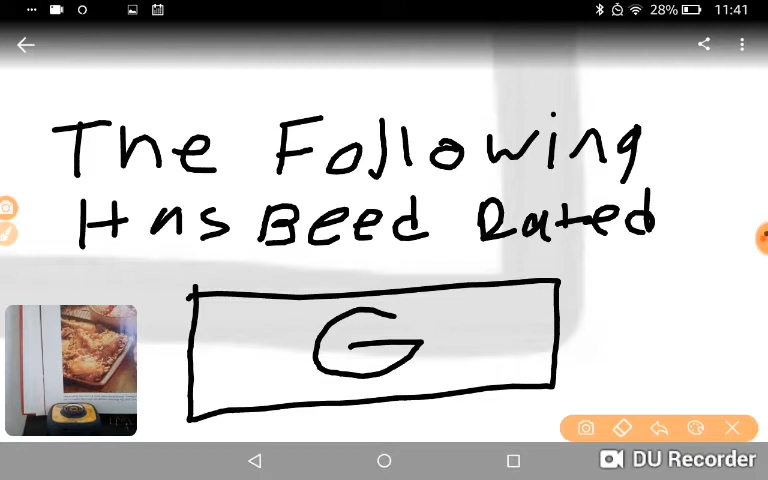 28% 11:41
The Following
Has Beed Rated
G
DU Recorder